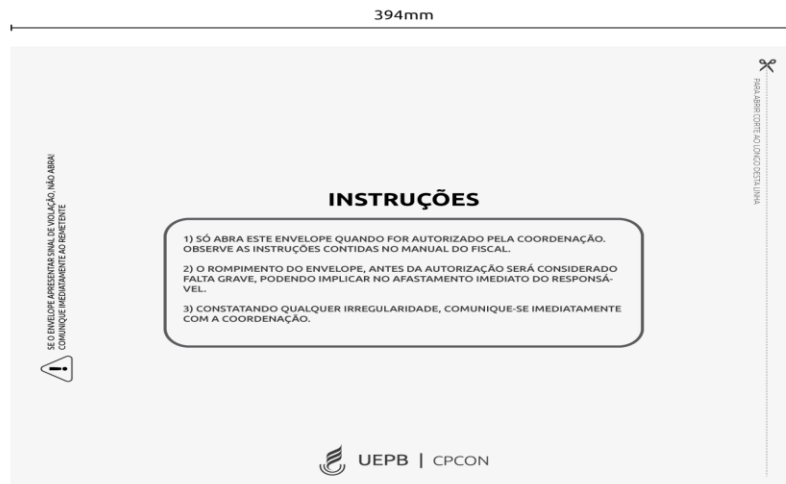 394mm
PARA ABRIR CORTE AO LONGO DESTA LINHA
SE O ENVELOPE APRESENTAR SINAL DE VIOLAÇÃO, NÃO ABRA!
COMUNIQUE IMEDIATAMENTE AO REMETENTE
INSTRUÇÕES
1) SÓ ABRA ESTE ENVELOPE QUANDO FOR AUTORIZADO PELA COORDENAÇÃO.
OBSERVE AS INSTRUÇÕES CONTIDAS NO MANUAL DO FISCAL.
2) O ROMPIMENTO DO ENVELOPE, ANTES DA AUTORIZAÇÃO SERÁ CONSIDERADO
FALTA GRAVE, PODENDO IMPLICAR NO AFASTAMENTO IMEDIATO DO RESPONSÁ-
VEL.
3) CONSTATANDO QUALQUER IRREGULARIDADE, COMUNIQUE-SE IMEDIATAMENTE
COM A COORDENAÇÃO.
UEPB | CPCON